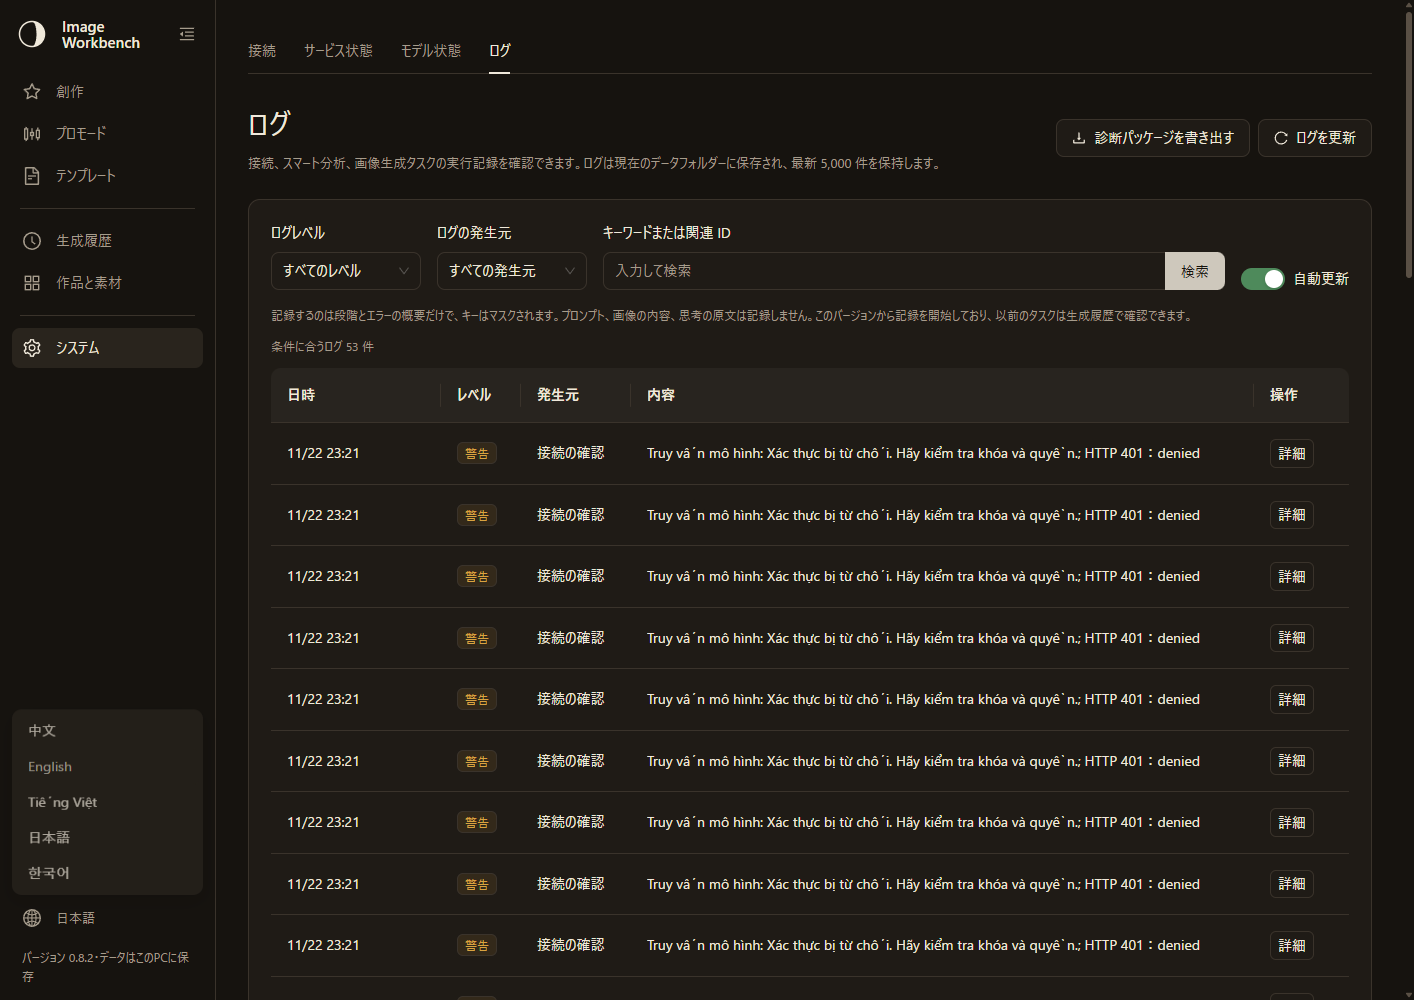 Image
Workbench
創作
プロモード
テンプレート
生成履歴
作品と素材
システム
中文
English
Tiếng Việt
日本語
한국어
日本語
バージョン 0.8.2·データはこのPCに保
存
接続 サービス状態 モデル状態 ログ
ログ
接続、スマート分析、画像生成タスクの実行記録を確認できます。ログは現在のデータフォルダーに保存され、最新 5,000 件を保持します。
診断パッケージを書き出す ログを更新
ログレベル ログの発生元 キーワードまたは関連 ID
すべてのレベル すべての発生元 入力して検索 検索 自動更新
記録するのは段階とエラーの概要だけで、キーはマスクされます。プロンプト、画像の内容、思考の原文は記録しません。このバージョンから記録を開始しており、以前のタスクは生成履歴で確認できます。
条件に合うログ 53 件
日時 レベル 発生元 内容 操作
11/22 23:21 警告 接続の確認 Truy vấn mô hình: Xác thực bị từ chối. Hãy kiểm tra khóa và quyền.; HTTP 401：denied 詳細
11/22 23:21 警告 接続の確認 Truy vấn mô hình: Xác thực bị từ chối. Hãy kiểm tra khóa và quyền.; HTTP 401：denied 詳細
11/22 23:21 警告 接続の確認 Truy vấn mô hình: Xác thực bị từ chối. Hãy kiểm tra khóa và quyền.; HTTP 401：denied 詳細
11/22 23:21 警告 接続の確認 Truy vấn mô hình: Xác thực bị từ chối. Hãy kiểm tra khóa và quyền.; HTTP 401：denied 詳細
11/22 23:21 警告 接続の確認 Truy vấn mô hình: Xác thực bị từ chối. Hãy kiểm tra khóa và quyền.; HTTP 401：denied 詳細
11/22 23:21 警告 接続の確認 Truy vấn mô hình: Xác thực bị từ chối. Hãy kiểm tra khóa và quyền.; HTTP 401：denied 詳細
11/22 23:21 警告 接続の確認 Truy vấn mô hình: Xác thực bị từ chối. Hãy kiểm tra khóa và quyền.; HTTP 401：denied 詳細
11/22 23:21 警告 接続の確認 Truy vấn mô hình: Xác thực bị từ chối. Hãy kiểm tra khóa và quyền.; HTTP 401：denied 詳細
11/22 23:21 警告 接続の確認 Truy vấn mô hình: Xác thực bị từ chối. Hãy kiểm tra khóa và quyền.; HTTP 401：denied 詳細